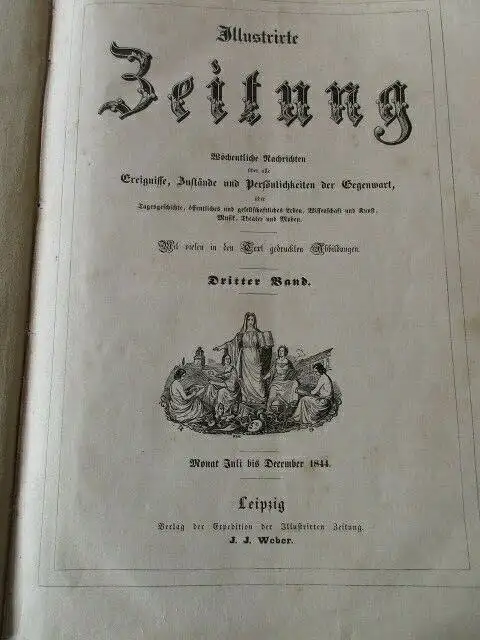 Illustrirte
Zeitung
Wöchentliche Nachrichten
über alle
Ereignisse, Zustände und Persönlichkeiten der Gegenwart,
über
Tagesgeschichte, öffentliches und gesellschaftliches Leben, Wissenschaft und Kunst,
Musik, Theater und Moden.
Mit vielen in den Text gedruckten Abbildungen.
Dritter Band.
Monat Juli bis December 1844.
Leipzig
Verlag der Expedition der Illustrirten Zeitung.
J. J. Weber.